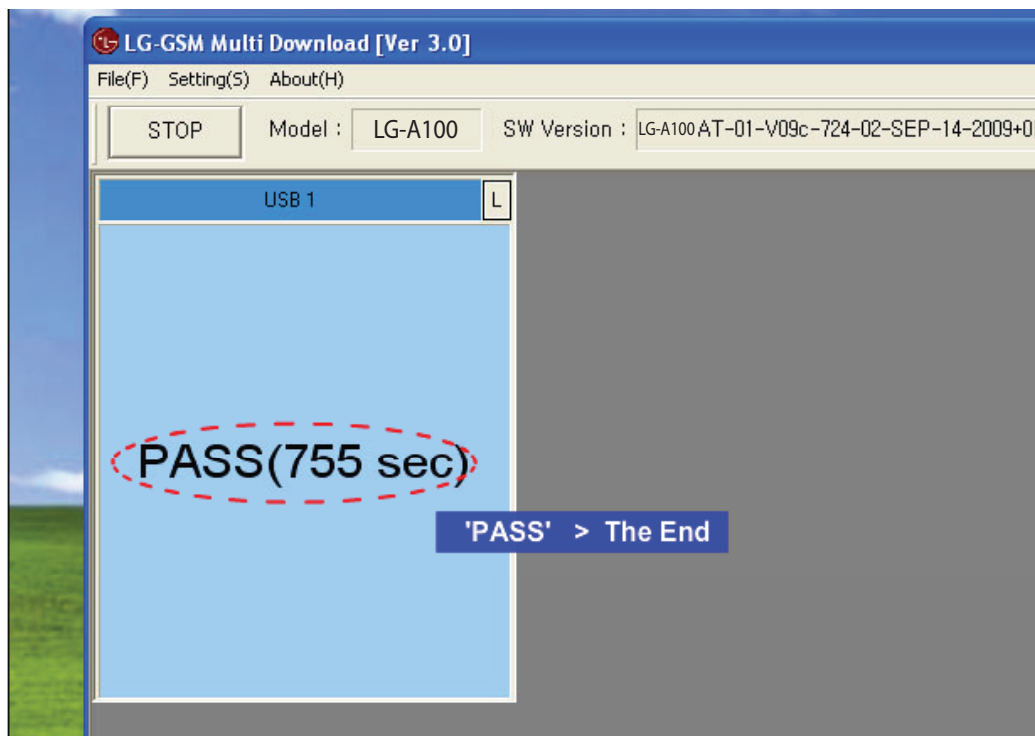 LG-GSM Multi Download [Ver 3.0]
File(F) Setting(S) About(H)
STOP Model : LG-A100 SW Version : LG-A100 AT-01-V09c-724-02-SEP-14-2009+0
USB 1 L
PASS(755 sec)
'PASS' > The End